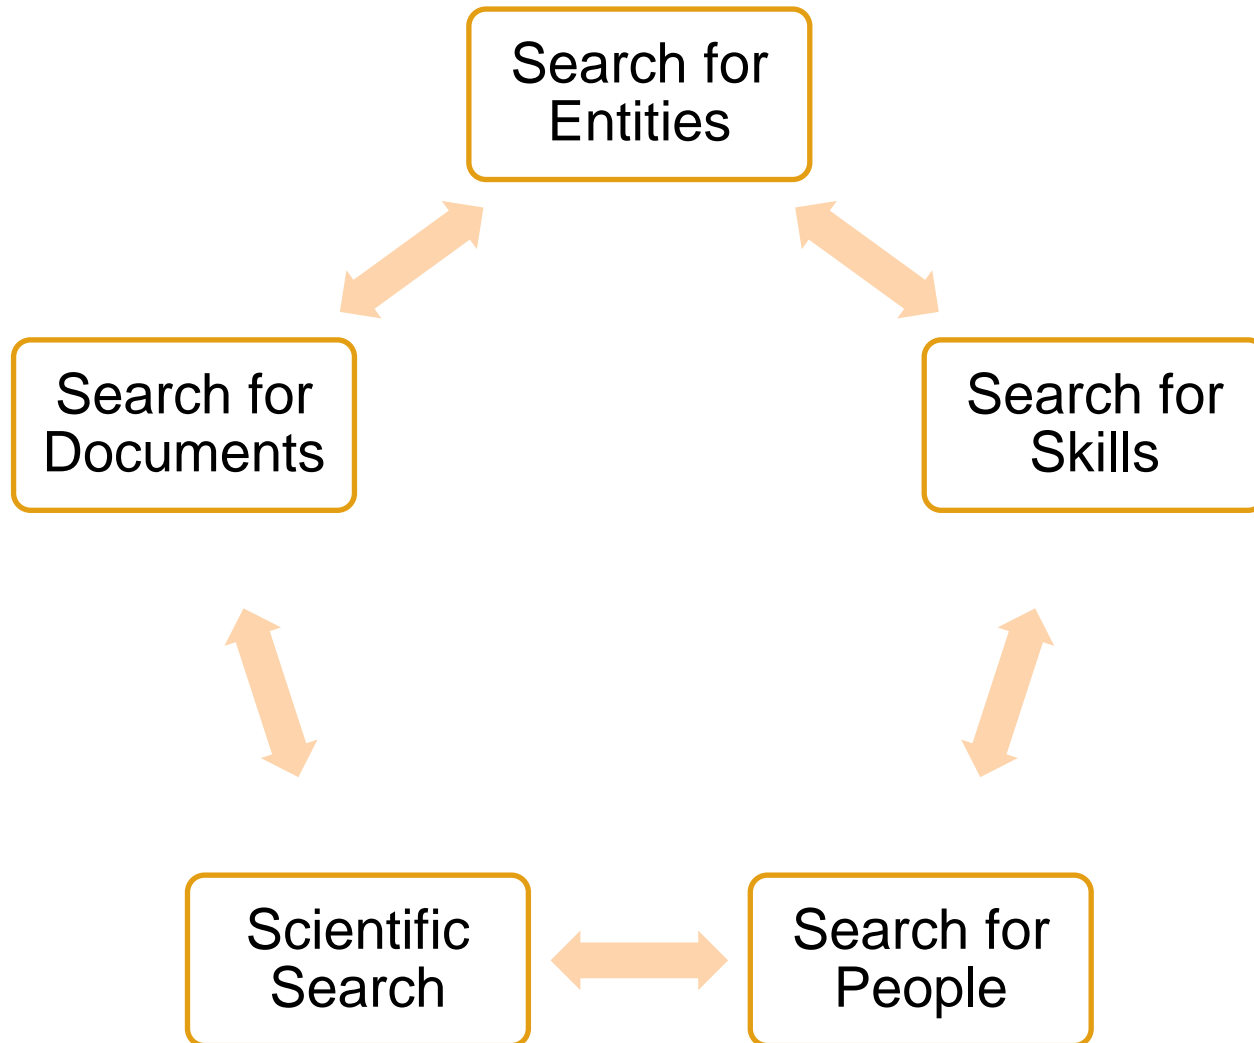 Search for
Entities
Search for
Documents
Search for
Skills
Scientific
Search
Search for
People